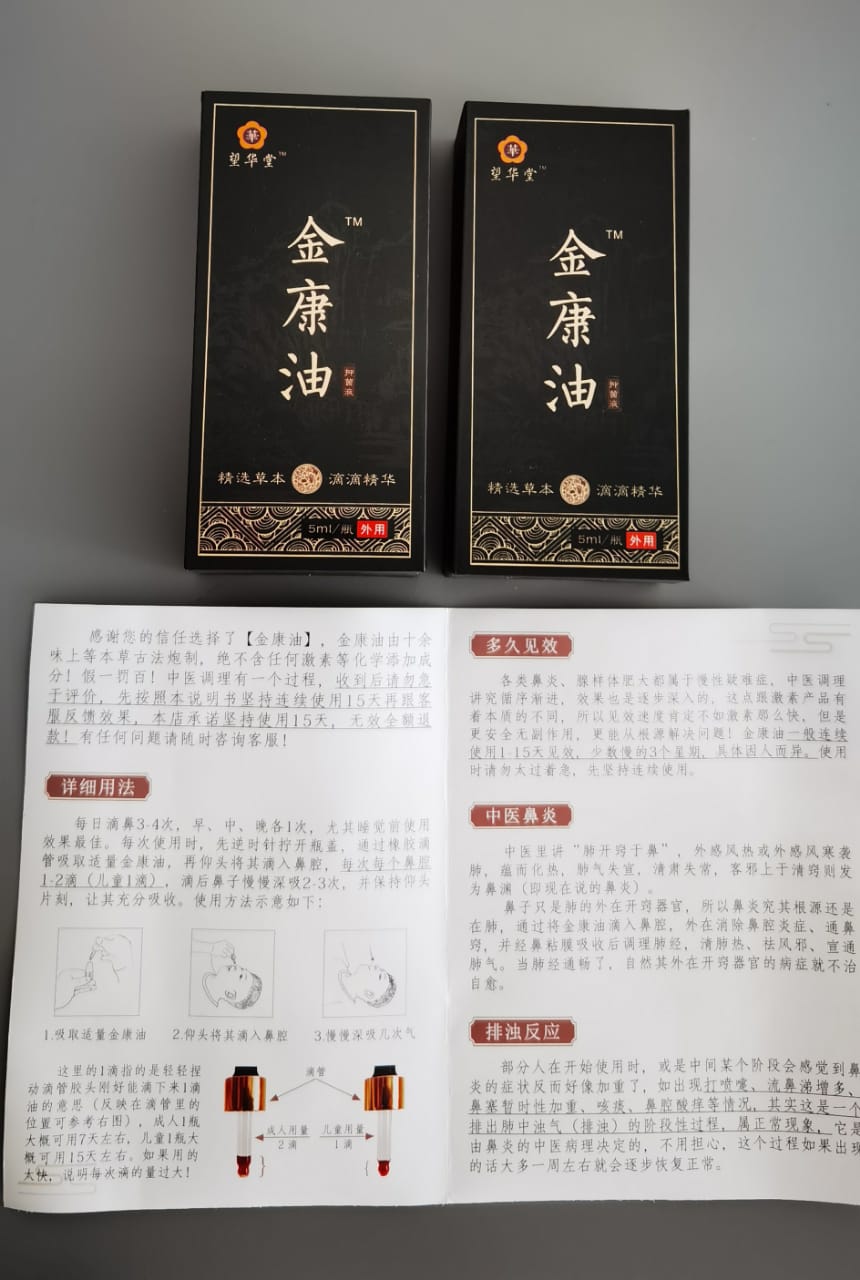 華
望华堂™
金康油™
抑菌液
精选草本 滴滴精华
5ml/瓶 外用
華
望华堂™
金康油™
抑菌液
精选草本 滴滴精华
5ml/瓶 外用
感谢您的信任选择了【金康油】，金康油由十余
味上等本草古法炮制，绝不含任何激素等化学添加成
分！假一罚百！中医调理有一个过程，收到后请勿急
于评价，先按照本说明书坚持连续使用15天再跟客
服反馈效果，本店承诺坚持使用15天，无效全额退
款！有任何问题请随时咨询客服！
详细用法
每日滴鼻3-4次，早、中、晚各1次，尤其睡觉前使用
效果最佳。每次使用时，先逆时针拧开瓶盖，通过橡胶滴
管吸取适量金康油，再仰头将其滴入鼻腔，每次每个鼻腔
1-2滴（儿童1滴），滴后鼻子慢慢深吸2-3次，并保持仰头
片刻，让其充分吸收。使用方法示意如下：
1.吸取适量金康油 2.仰头将其滴入鼻腔 3.慢慢深吸几次气
这里的1滴指的是轻轻捏
动滴管胶头刚好能滴下来1滴
油的意思（反映在滴管里的
位置可参考右图），成人1瓶
大概可用7天左右，儿童1瓶大
概可用15天左右。如果用的
太快，说明每次滴的量过大！
滴管
成人用量 儿童用量
2滴 1滴
多久见效
各类鼻炎、腺样体肥大都属于慢性疑难症，中医调理
讲究循序渐进，效果也是逐步深入的，这点跟激素产品有
着本质的不同，所以见效速度肯定不如激素那么快，但是
更安全无副作用，更能从根源解决问题！金康油一般连续
使用1-15天见效，少数慢的3个星期，具体因人而异。使用
时请勿太过着急，先坚持连续使用。
中医鼻炎
中医里讲“肺开窍于鼻”，外感风热或外感风寒袭
肺，蕴而化热，肺气失宣，清肃失常，客邪上干清窍则发
为鼻渊（即现在说的鼻炎）。
鼻子只是肺的外在开窍器官，所以鼻炎究其根源还是
在肺，通过将金康油滴入鼻腔，外在消除鼻腔炎症、通鼻
窍，并经鼻粘膜吸收后调理肺经，清肺热、祛风邪、宣通
肺气。当肺经通畅了，自然其外在开窍器官的病症就不治
自愈。
排浊反应
部分人在开始使用时，或是中间某个阶段会感觉到鼻
炎的症状反而好像加重了，如出现打喷嚏、流鼻涕增多、
鼻塞暂时性加重、咳痰、鼻腔酸痒等情况，其实这是一个
排出肺中浊气（排浊）的阶段性过程，属正常现象，它是
由鼻炎的中医病理决定的，不用担心，这个过程如果出现
的话大多一周左右就会逐步恢复正常。